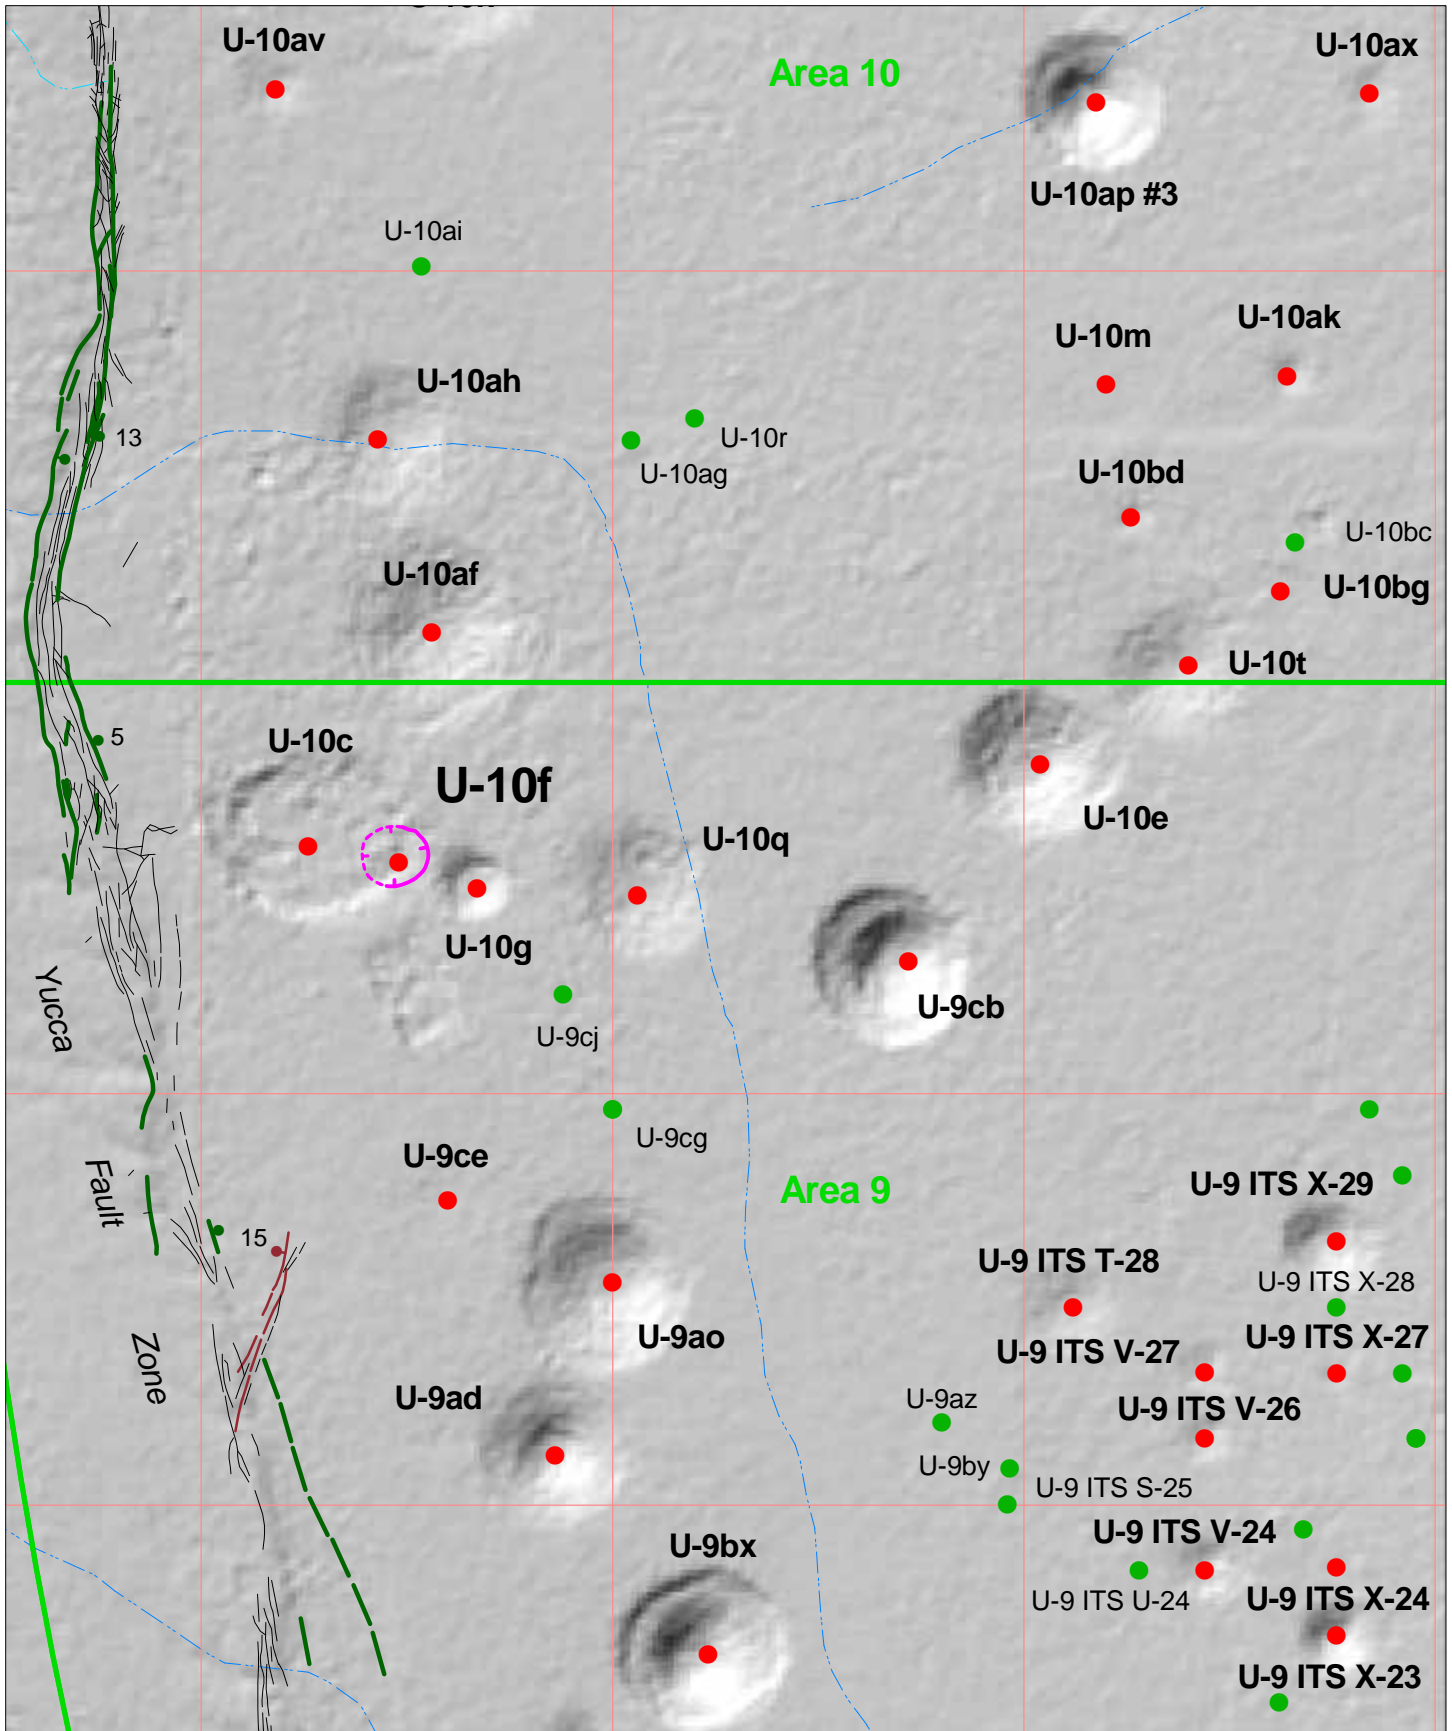 U-10av
Area 10
U-10ax
U-10ap #3
U-10ai
U-10ak
U-10m
U-10ah
13
U-10r
U-10ag
U-10bd
U-10bc
U-10af
U-10bg
U-10t
5
U-10c
U-10f
U-10e
U-10q
U-10g
U-9cb
Yucca
U-9cj
U-9cg
U-9ce
Fault
Area 9
U-9 ITS X-29
15
U-9 ITS T-28
U-9 ITS X-28
U-9ao
U-9 ITS X-27
U-9 ITS V-27
Zone
U-9ad
U-9az
U-9 ITS V-26
U-9by
U-9 ITS S-25
U-9 ITS V-24
U-9bx
U-9 ITS U-24
U-9 ITS X-24
U-9 ITS X-23